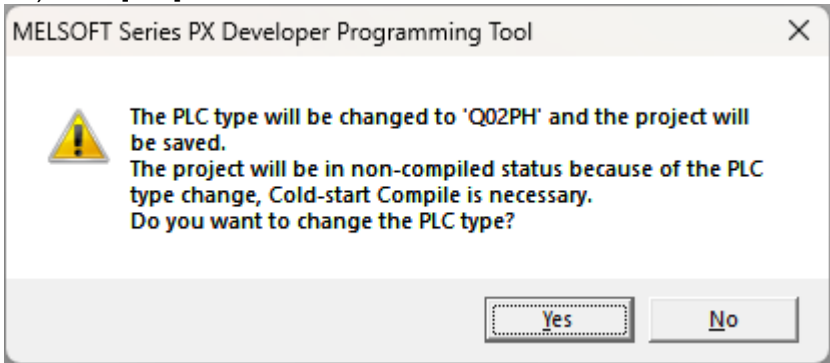 MELSOFT Series PX Developer Programming Tool
The PLC type will be changed to 'Q02PH' and the project will
be saved.
The project will be in non-compiled status because of the PLC
type change, Cold-start Compile is necessary.
Do you want to change the PLC type?
Yes
No